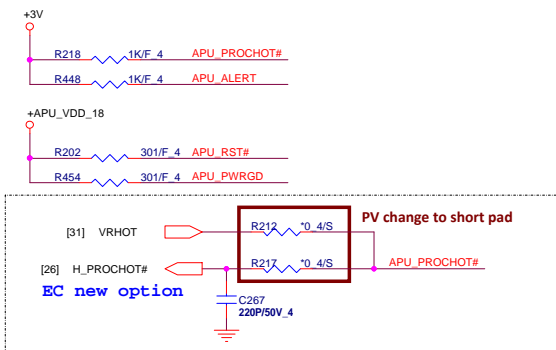 +3V
R218 1K/F_4 APU_PROCHOT#
R448 1K/F_4 APU_ALERT
+APU_VDD_18
R202 301/F_4 APU_RST#
R454 301/F_4 APU_PWRGD
PV change to short pad
[31] VRHOT R212 *0_4/S
[26] H_PROCHOT# R217 *0_4/S APU_PROCHOT#
EC new option
C267
220P/50V_4